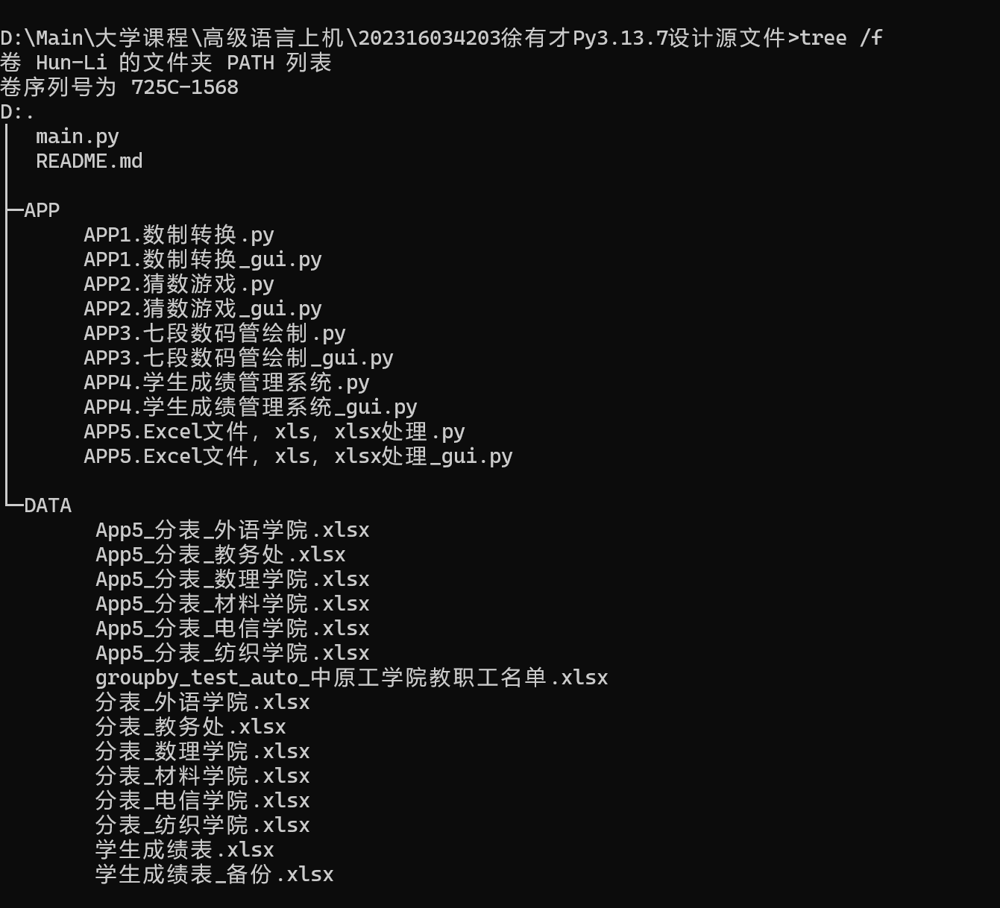 D:\Main\大学课程\高级语言上机\202316034203徐有才Py3.13.7设计源文件>tree /f
卷 Hun-Li 的文件夹 PATH 列表
卷序列号为 725C-1568
D:.
│  main.py
│  README.md
│
├─APP
│      APP1.数制转换.py
│      APP1.数制转换_gui.py
│      APP2.猜数游戏.py
│      APP2.猜数游戏_gui.py
│      APP3.七段数码管绘制.py
│      APP3.七段数码管绘制_gui.py
│      APP4.学生成绩管理系统.py
│      APP4.学生成绩管理系统_gui.py
│      APP5.Excel文件, xls, xlsx处理.py
│      APP5.Excel文件, xls, xlsx处理_gui.py
│
└─DATA
        App5_分表_外语学院.xlsx
        App5_分表_教务处.xlsx
        App5_分表_数理学院.xlsx
        App5_分表_材料学院.xlsx
        App5_分表_电信学院.xlsx
        App5_分表_纺织学院.xlsx
        groupby_test_auto_中原工学院教职工名单.xlsx
        分表_外语学院.xlsx
        分表_教务处.xlsx
        分表_数理学院.xlsx
        分表_材料学院.xlsx
        分表_电信学院.xlsx
        分表_纺织学院.xlsx
        学生成绩表.xlsx
        学生成绩表_备份.xlsx